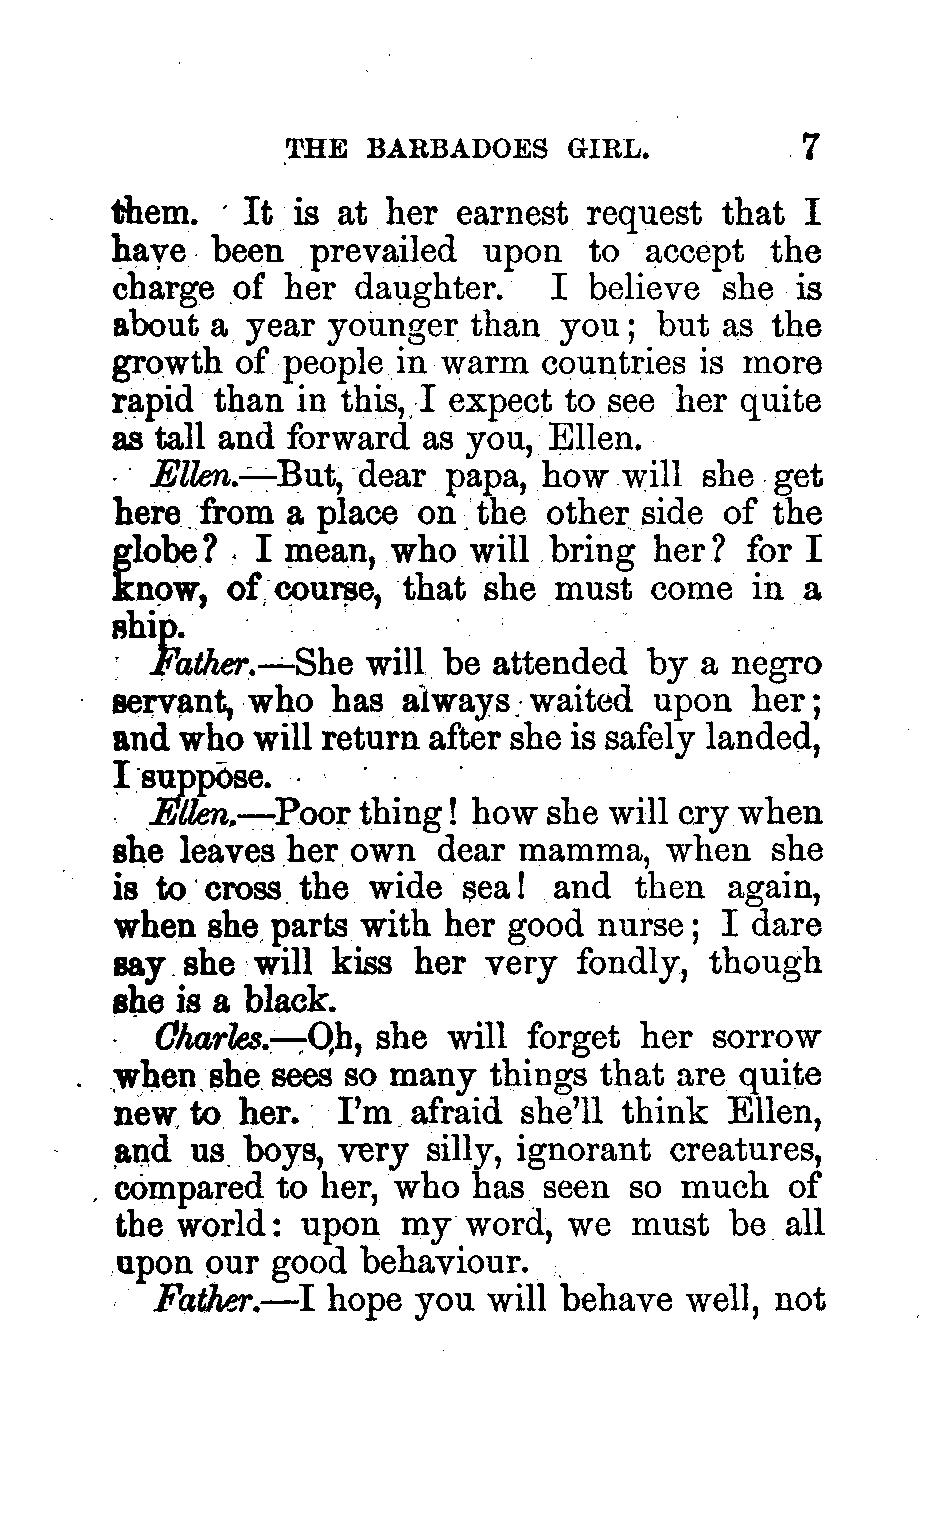 THE BARBADOES GIRL. 7
them. It is at her earnest request that I
have been prevailed upon to accept the
charge of her daughter. I believe she is
about a year younger than you; but as the
growth of people in warm countries is more
rapid than in this, I expect to see her quite
as tall and forward as you, Ellen.
Ellen.—But, dear papa, how will she get
here from a place on the other side of the
globe? I mean, who will bring her? for I
know, of course, that she must come in a
ship.
Father.—She will be attended by a negro
servant, who has always waited upon her;
and who will return after she is safely landed,
I suppose.
Ellen.—Poor thing! how she will cry when
she leaves her own dear mamma, when she
is to cross the wide sea! and then again,
when she parts with her good nurse; I dare
say she will kiss her very fondly, though
she is a black.
Charles.—Oh, she will forget her sorrow
when she sees so many things that are quite
new to her. I'm afraid she'll think Ellen,
and us boys, very silly, ignorant creatures,
compared to her, who has seen so much of
the world: upon my word, we must be all
upon our good behaviour.
Father.—I hope you will behave well, not